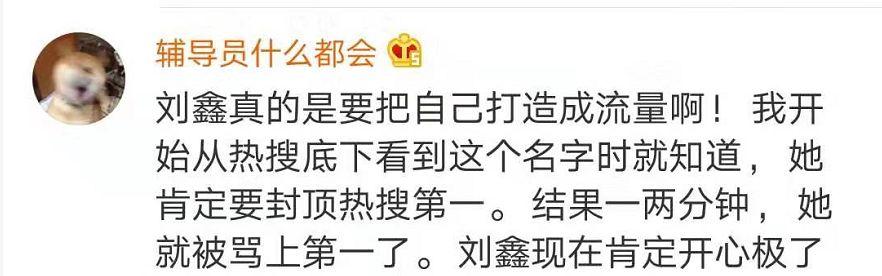 辅导员什么都会
刘鑫真的是要把自己打造成流量啊！我开
始从热搜底下看到这个名字时就知道，她
肯定要封顶热搜第一。结果一两分钟，她
就被骂上第一了。刘鑫现在肯定开心极了